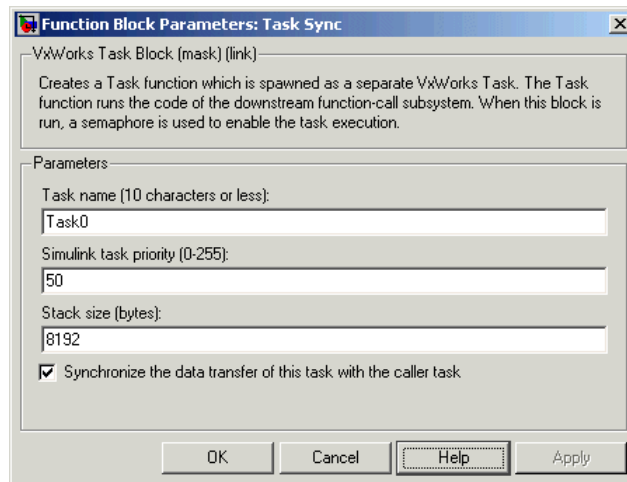 Function Block Parameters: Task Sync
VxWorks Task Block (mask) (link)
Creates a Task function which is spawned as a separate VxWorks Task. The Task
function runs the code of the downstream function-call subsystem. When this block is
run, a semaphore is used to enable the task execution.
Parameters
Task name (10 characters or less):
Task0
Simulink task priority (0-255):
50
Stack size (bytes):
8192
Synchronize the data transfer of this task with the caller task
OK Cancel Help Apply